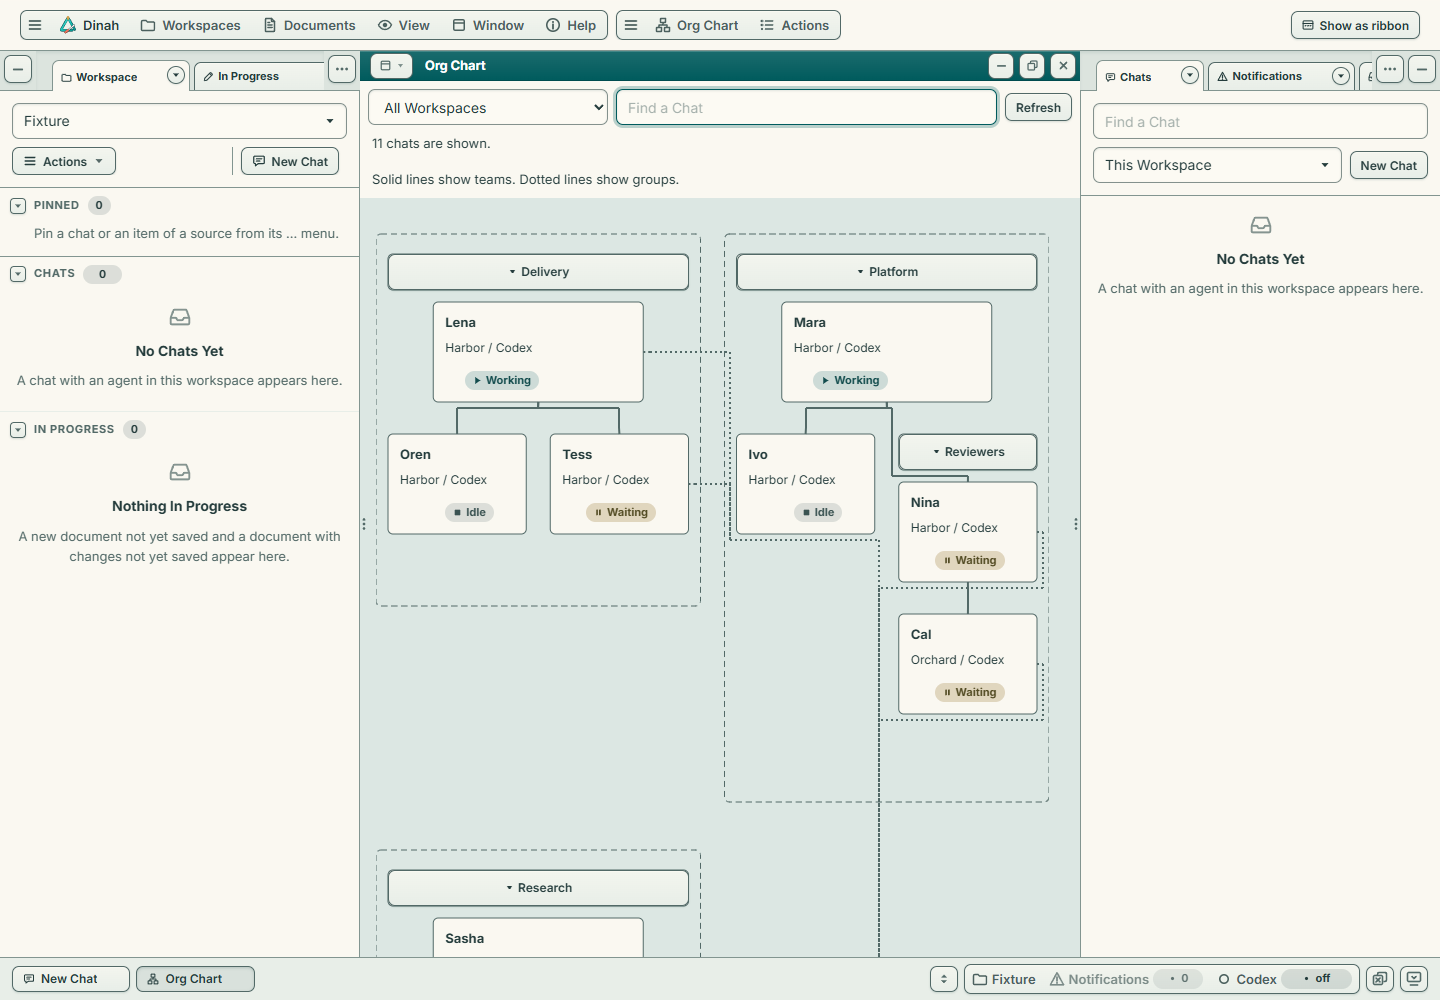 Dinah Workspaces Documents View Window Help Org Chart Actions Show as ribbon
Workspace In Progress
Fixture
Actions New Chat
PINNED 0
Pin a chat or an item of a source from its ... menu.
CHATS 0
No Chats Yet
A chat with an agent in this workspace appears here.
IN PROGRESS 0
Nothing In Progress
A new document not yet saved and a document with
changes not yet saved appear here.
Org Chart
All Workspaces Find a Chat Refresh
11 chats are shown.
Solid lines show teams. Dotted lines show groups.
Delivery
Lena
Harbor / Codex
Working
Oren
Harbor / Codex
Idle
Tess
Harbor / Codex
Waiting
Platform
Mara
Harbor / Codex
Working
Ivo
Harbor / Codex
Idle
Reviewers
Nina
Harbor / Codex
Waiting
Cal
Orchard / Codex
Waiting
Research
Sasha
Chats Notifications
Find a Chat
This Workspace New Chat
No Chats Yet
A chat with an agent in this workspace appears here.
New Chat Org Chart Fixture Notifications 0 Codex off